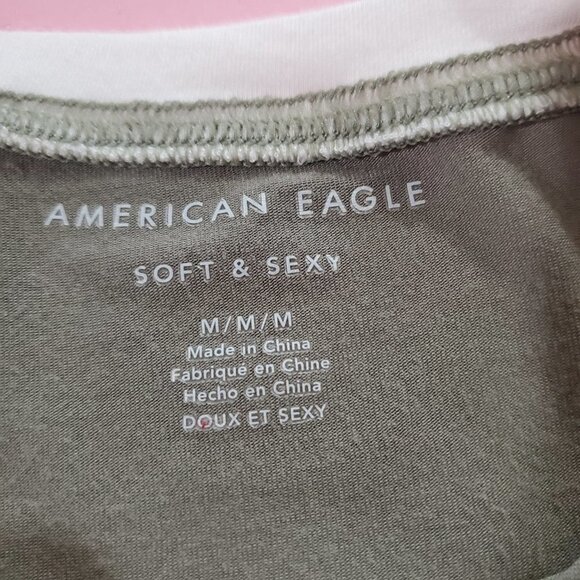 AMERICAN EAGLE
SOFT & SEXY
M/M/M
Made in China
Fabriqué en Chine
Hecho en China
DOUX ET SEXY